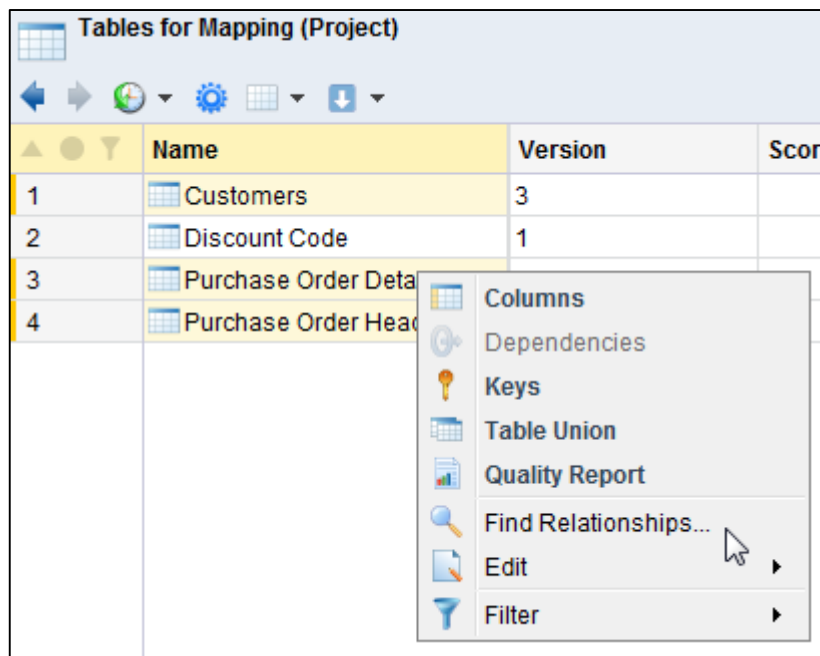 Tables for Mapping (Project)
Name Version Scor
1 Customers 3
2 Discount Code 1
3 Purchase Order Deta
4 Purchase Order Head
Columns
Dependencies
Keys
Table Union
Quality Report
Find Relationships...
Edit
Filter